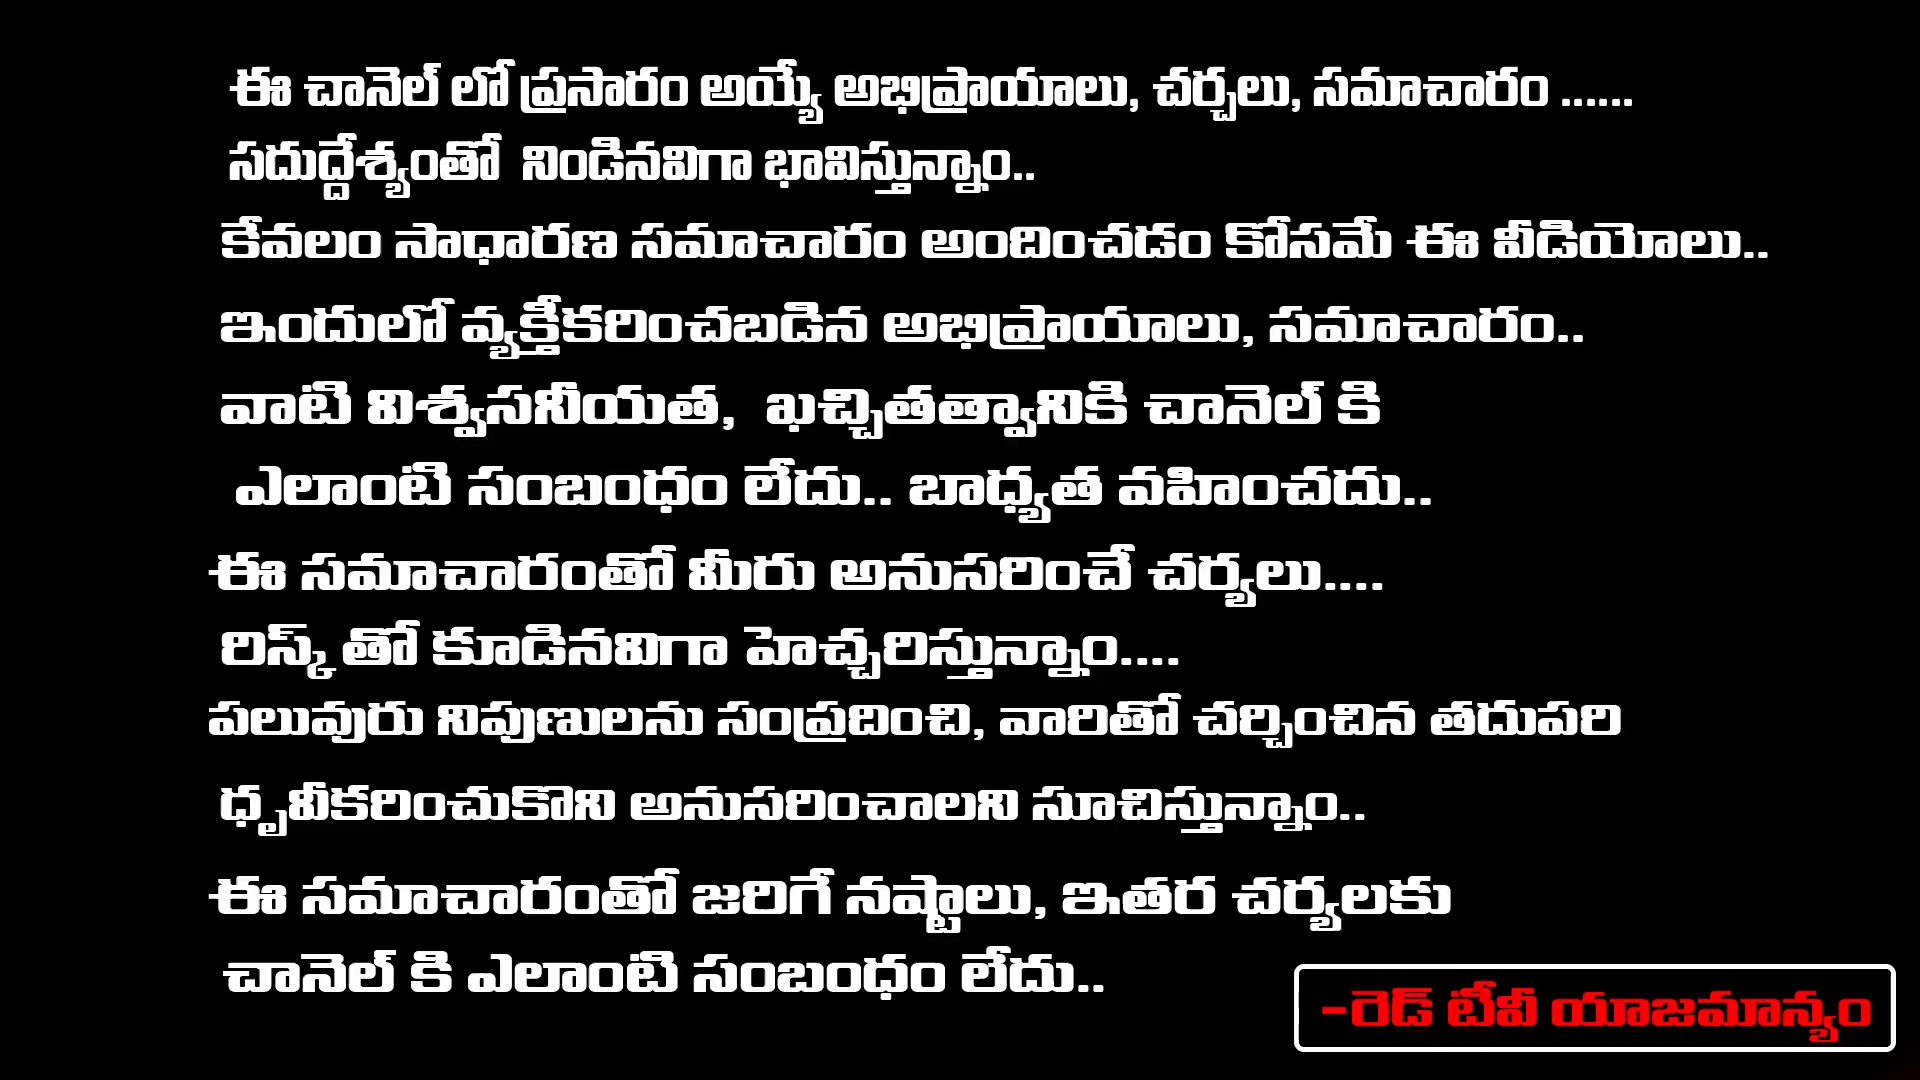 ఈ చానెల్ లో ప్రసారం అయ్యే అభిప్రాయాలు, చర్చలు, సమాచారం ......
సదుద్దేశ్యంతో నిండినవిగా భావిస్తున్నాం..
కేవలం సాధారణ సమాచారం అందించడం కోసమే ఈ వీడియోలు..
ఇందులో వ్యక్తీకరించబడిన అభిప్రాయాలు, సమాచారం..
వాటి విశ్వసనీయత, ఖచ్చితత్వానికి చానెల్ కి
ఎలాంటి సంబంధం లేదు.. బాధ్యత వహించదు..
ఈ సమాచారంతో మీరు అనుసరించే చర్యలు....
రిస్క్ తో కూడినవిగా హెచ్చరిస్తున్నాం....
పలువురు నిపుణులను సంప్రదించి, వారితో చర్చించిన తదుపరి
ధృవీకరించుకొని అనుసరించాలని సూచిస్తున్నాం..
ఈ సమాచారంతో జరిగే నష్టాలు, ఇతర చర్యలకు
చానెల్ కి ఎలాంటి సంబంధం లేదు..
-రెడ్ టీవీ యాజమాన్యం